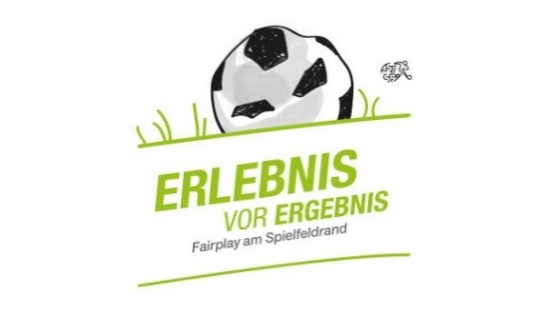 ERLEBNIS
VOR ERGEBNIS
Fairplay am Spielfeldrand